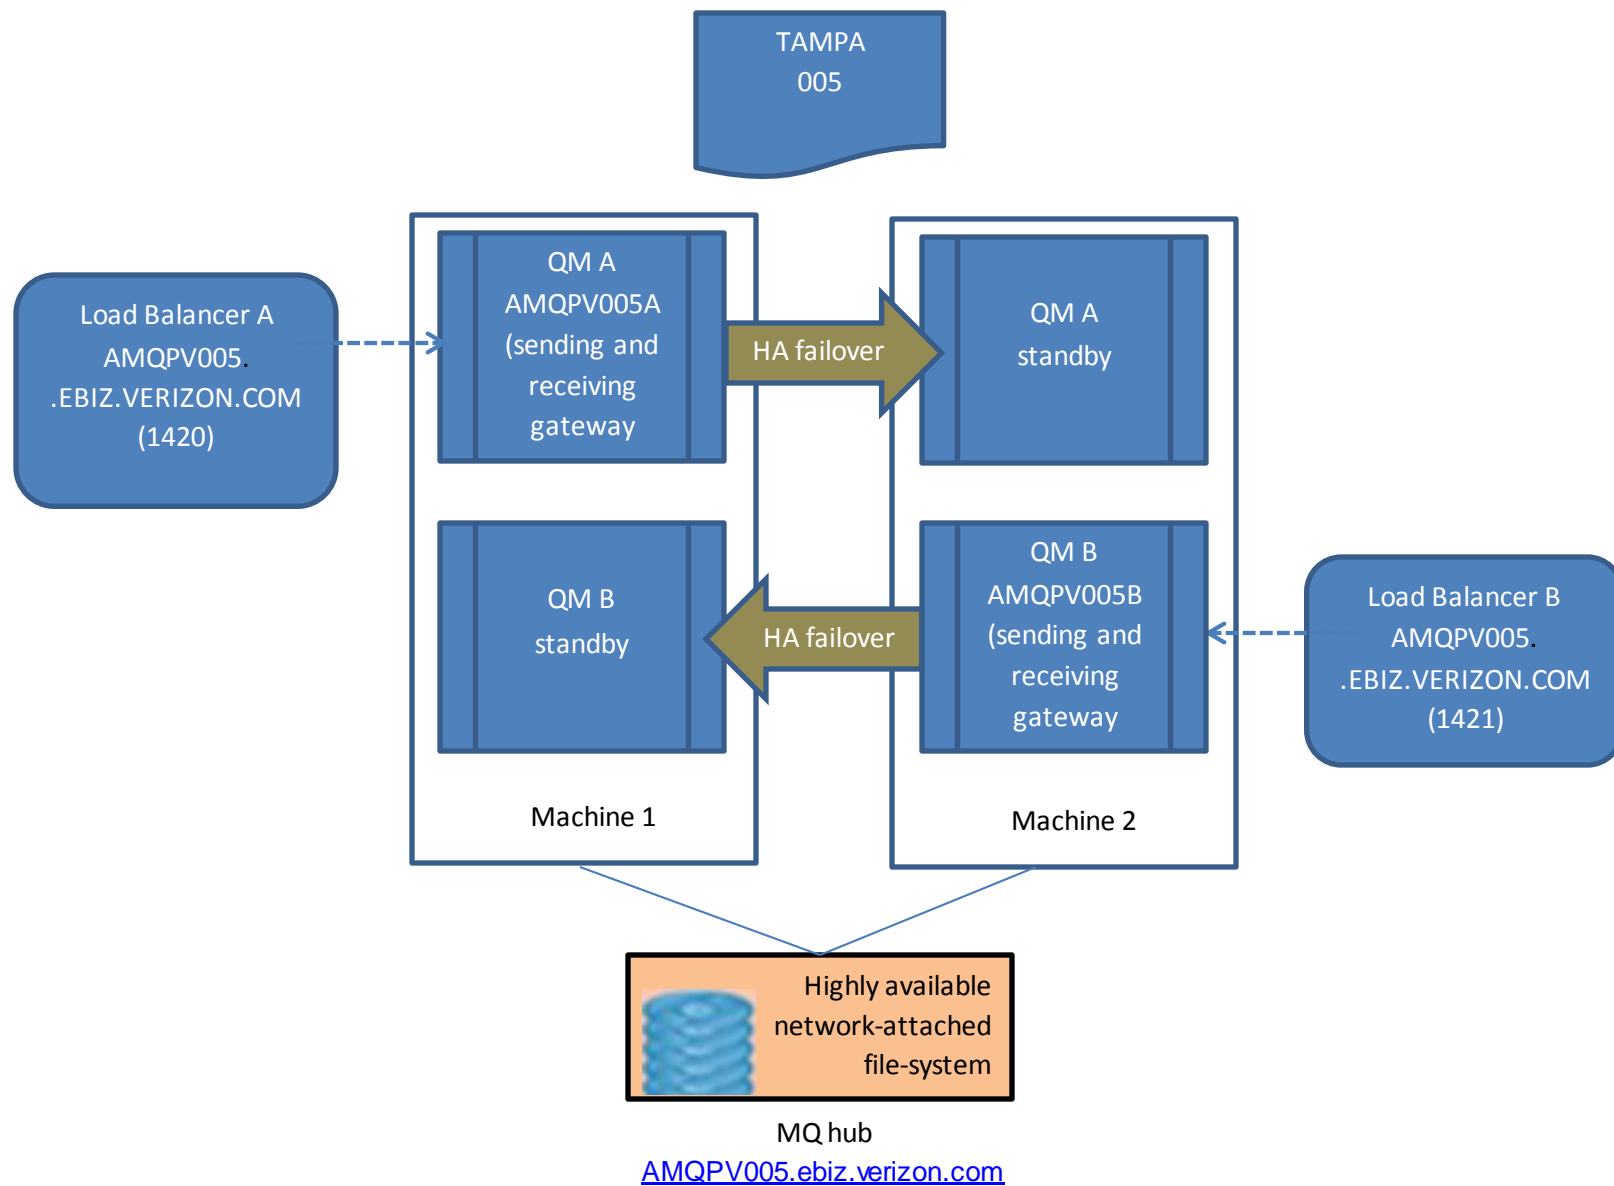 TAMPA
005
Load Balancer A
AMQPV005.
.EBIZ.VERIZON.COM
(1420)
QM A
AMQPV005A
(sending and
receiving
gateway
HA failover
QM A
standby
QM B
standby
HA failover
QM B
AMQPV005B
(sending and
receiving
gateway
Load Balancer B
AMQPV005.
.EBIZ.VERIZON.COM
(1421)
Machine 1
Machine 2
Highly available
network-attached
file-system
MQ hub
AMQPV005.ebiz.verizon.com